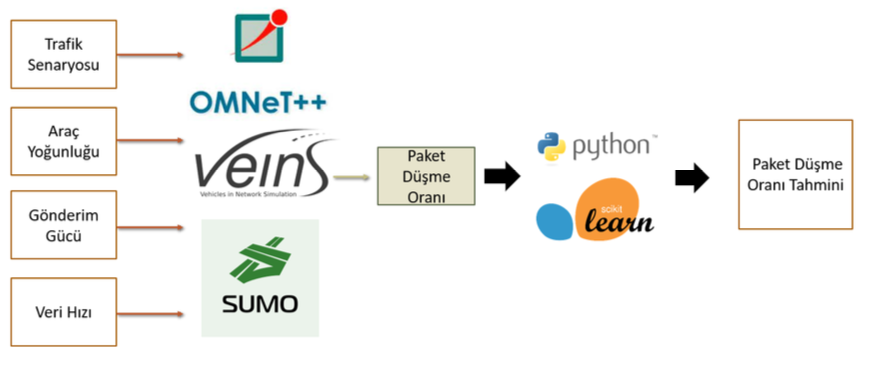 Trafik
Senaryosu
Araç
Yoğunluğu
Gönderim
Gücü
Veri Hızı
OMNeT++
veins
Vehicles in Network Simulation
SUMO
Paket
Düşme
Oranı
python™
scikit
learn
Paket Düşme
Oranı Tahmini